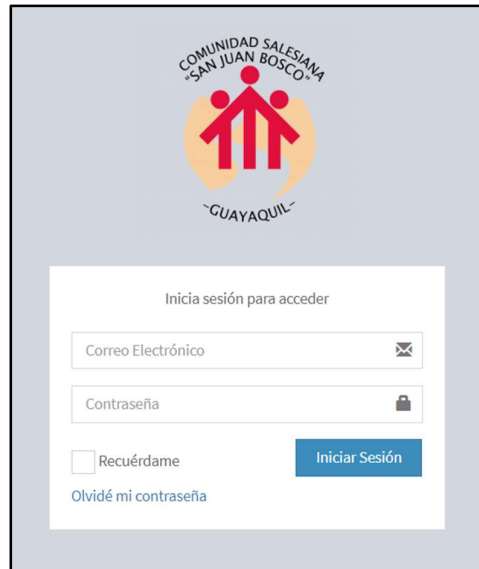 COMUNIDAD SALESIANA
"SAN JUAN BOSCO"
-GUAYAQUIL-
Inicia sesión para acceder
Correo Electrónico
Contraseña
Recuérdame
Iniciar Sesión
Olvidé mi contraseña